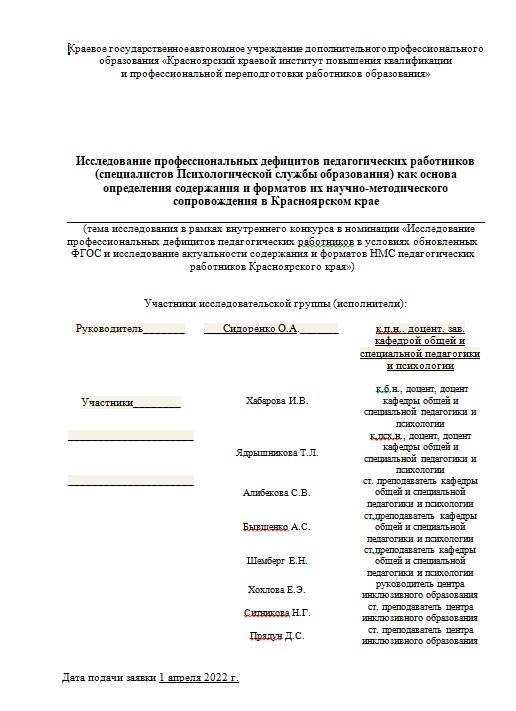 Краевое государственное автономное учреждение дополнительного профессионального
образования «Красноярский краевой институт повышения квалификации
и профессиональной переподготовки работников образования»
Исследование профессиональных дефицитов педагогических работников
(специалистов Психологической службы образования) как основа
определения содержания и форматов их научно-методического
сопровождения в Красноярском крае
(тема исследования в рамках внутреннего конкурса в номинации «Исследование
профессиональных дефицитов педагогических работников в условиях обновленных
ФГОС и исследование актуальности содержания и форматов НМС педагогических
работников Красноярского края»)
Участники исследовательской группы (исполнители):
Руководитель_______ ____Сидоренко О.А.______ к.п.н., доцент, зав.
кафедрой общей и
специальной педагогики
и психологии
Участники________
Хабарова И.В. к.б.н., доцент, доцент
кафедры общей и
специальной педагогики и
психологии
Ядрышникова Т.Л. к.псх.н., доцент, доцент
кафедры общей и
специальной педагогики и
психологии
Алибекова С.В. ст. преподаватель кафедры
общей и специальной
педагогики и психологии
Бывшенко А.С. ст.преподаватель кафедры
общей и специальной
педагогики и психологии
Шемберг Е.Н. ст.преподаватель кафедры
общей и специальной
педагогики и психологии
Хохлова Е.Э. руководитель центра
инклюзивного образования
Ситникова Н.Г. ст. преподаватель центра
инклюзивного образования
Прядун Д.С. ст. преподаватель центра
инклюзивного образования
Дата подачи заявки 1 апреля 2022 г.